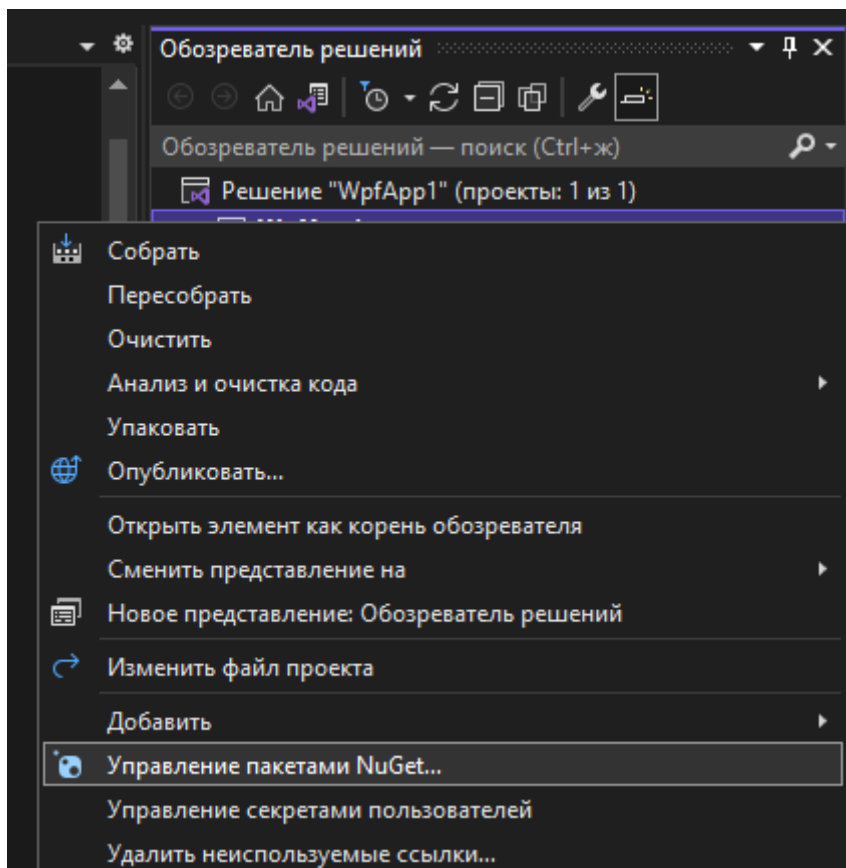 Обозреватель решений
Обозреватель решений — поиск (Ctrl+ж)
Решение "WpfApp1" (проекты: 1 из 1)
Собрать
Пересобрать
Очистить
Анализ и очистка кода
Упаковать
Опубликовать...
Открыть элемент как корень обозревателя
Сменить представление на
Новое представление: Обозреватель решений
Изменить файл проекта
Добавить
Управление пакетами NuGet...
Управление секретами пользователей
Удалить неиспользуемые ссылки...